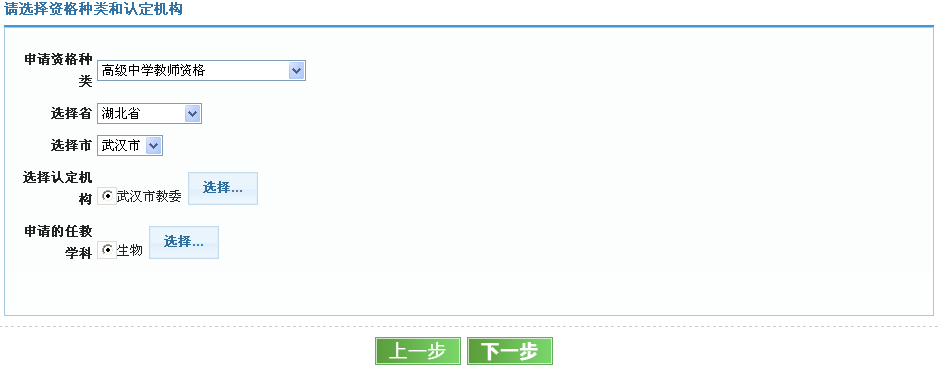 请选择资格种类和认定机构
申请资格种
类
高级中学教师资格
选择省 湖北省
选择市 武汉市
选择认定机
构
武汉市教委 选择...
申请的任教
学科
生物 选择...
上一步 下一步